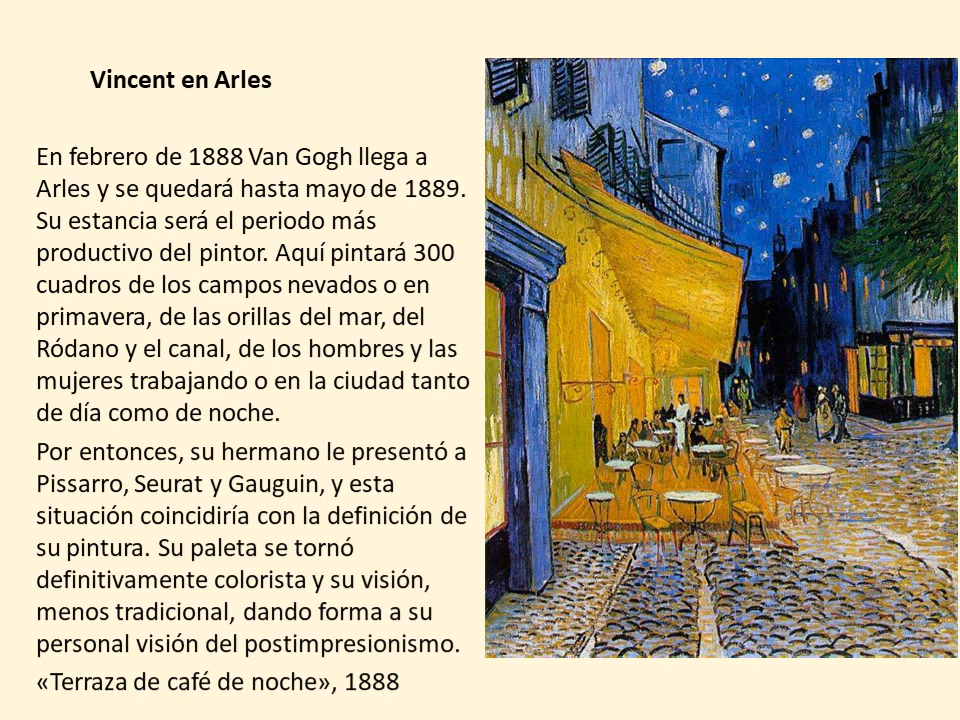 Vincent en Arles
En febrero de 1888 Van Gogh llega a
Arles y se quedará hasta mayo de 1889.
Su estancia será el periodo más
productivo del pintor. Aquí pintará 300
cuadros de los campos nevados o en
primavera, de las orillas del mar, del
Ródano y el canal, de los hombres y las
mujeres trabajando o en la ciudad tanto
de día como de noche.
Por entonces, su hermano le presentó a
Pissarro, Seurat y Gauguin, y esta
situación coincidiría con la definición de
su pintura. Su paleta se tornó
definitivamente colorista y su visión,
menos tradicional, dando forma a su
personal visión del postimpresionismo.
«Terraza de café de noche», 1888